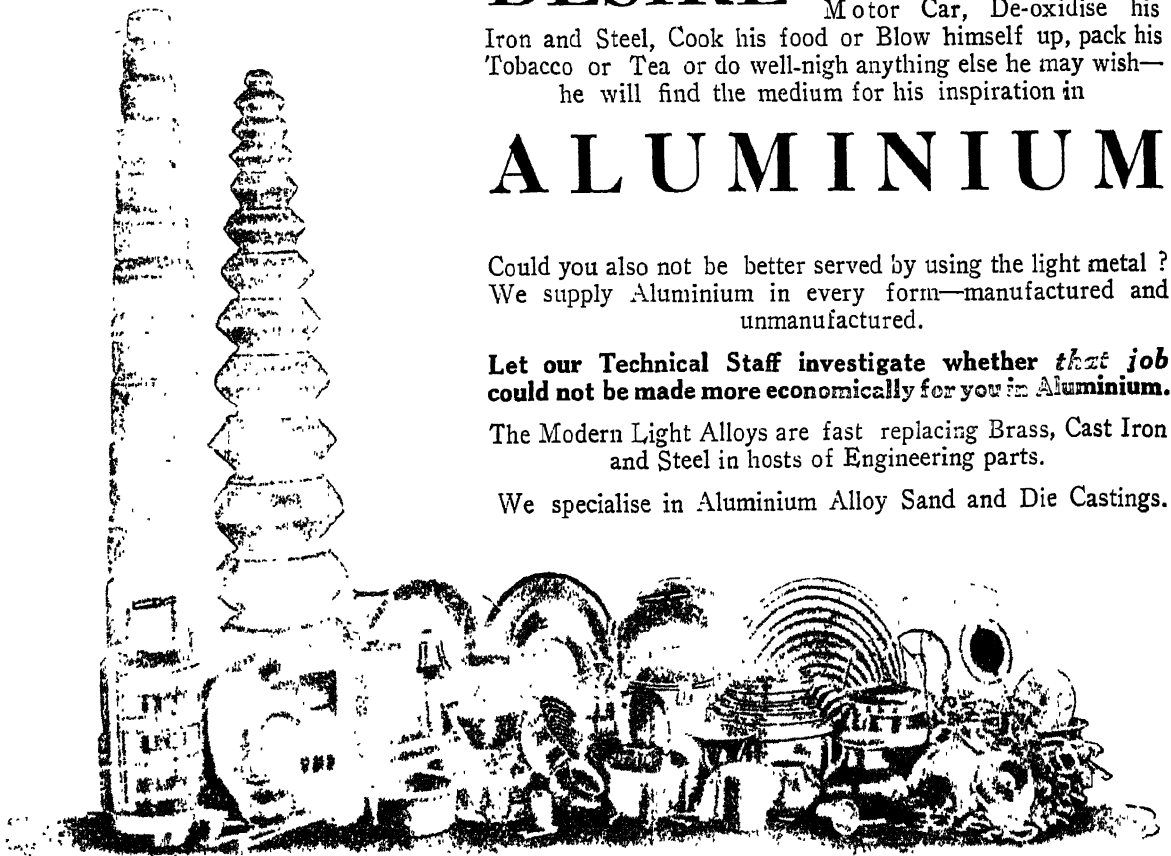 DESIRE Motor Car, De-oxidise his
Iron and Steel, Cook his food or Blow himself up, pack his
Tobacco or Tea or do well-nigh anything else he may wish—
he will find the medium for his inspiration in
ALUMINIUM
Could you also not be better served by using the light metal ?
We supply Aluminium in every form—manufactured and
unmanufactured.
Let our Technical Staff investigate whether that job
could not be made more economically for you in Aluminium.
The Modern Light Alloys are fast replacing Brass, Cast Iron
and Steel in hosts of Engineering parts.
We specialise in Aluminium Alloy Sand and Die Castings.